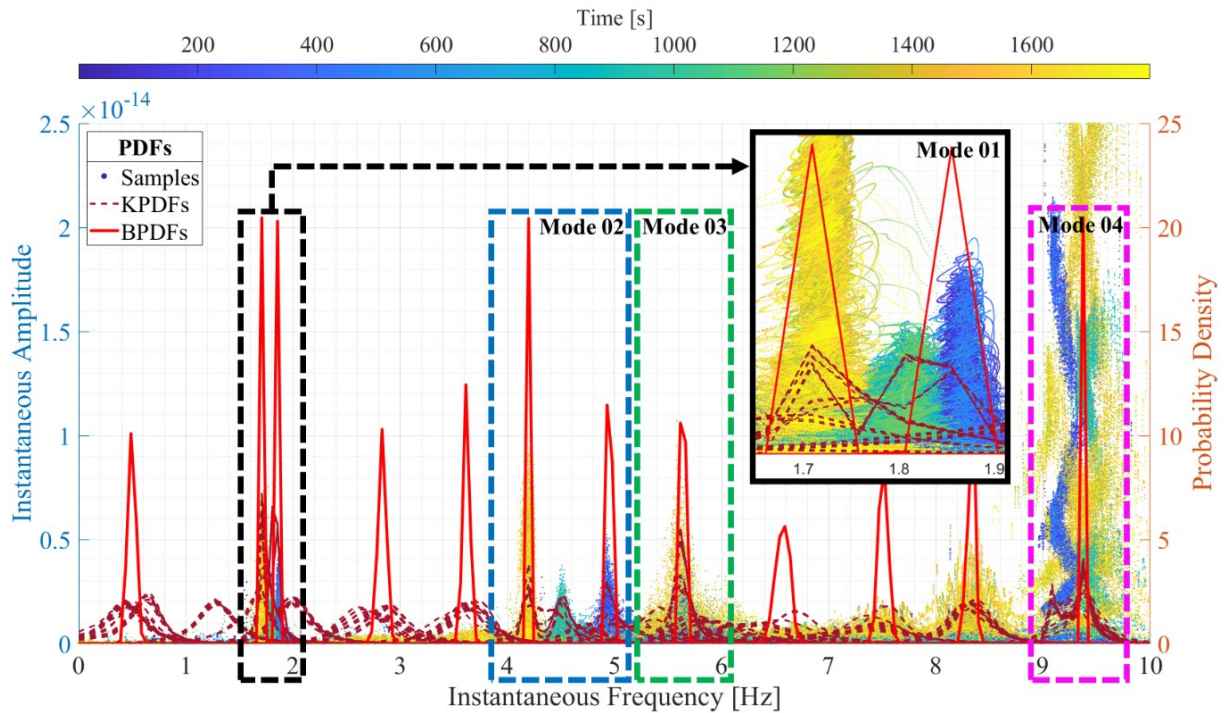 Time [s]
200 400 600 800 1000 1200 1400 1600
×10-14
2.5 25
PDFs
Samples
KPDFs
BPDFs
Mode 01
1.7 1.8 1.9
Mode 02 Mode 03 Mode 04
2 20
1.5 15
1 10
0.5 5
0 0
Instantaneous Amplitude
Probability Density
0 1 2 3 4 5 6 7 8 9 10
Instantaneous Frequency [Hz]